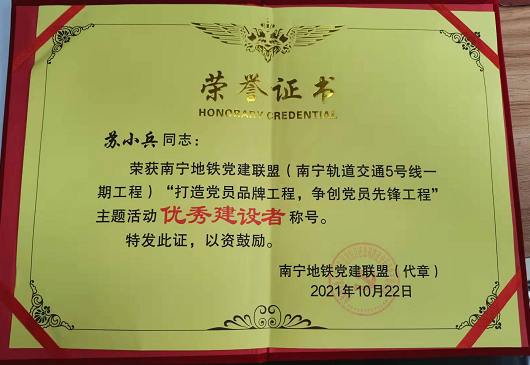 荣誉证书
HONORARY CREDENTIAL
苏小兵同志：
荣获南宁地铁党建联盟（南宁轨道交通5号线一
期工程）“打造党员品牌工程，争创党员先锋工程”
主题活动优秀建设者称号。
特发此证，以资鼓励。
南宁地铁党建联盟（代章）
2021年10月22日